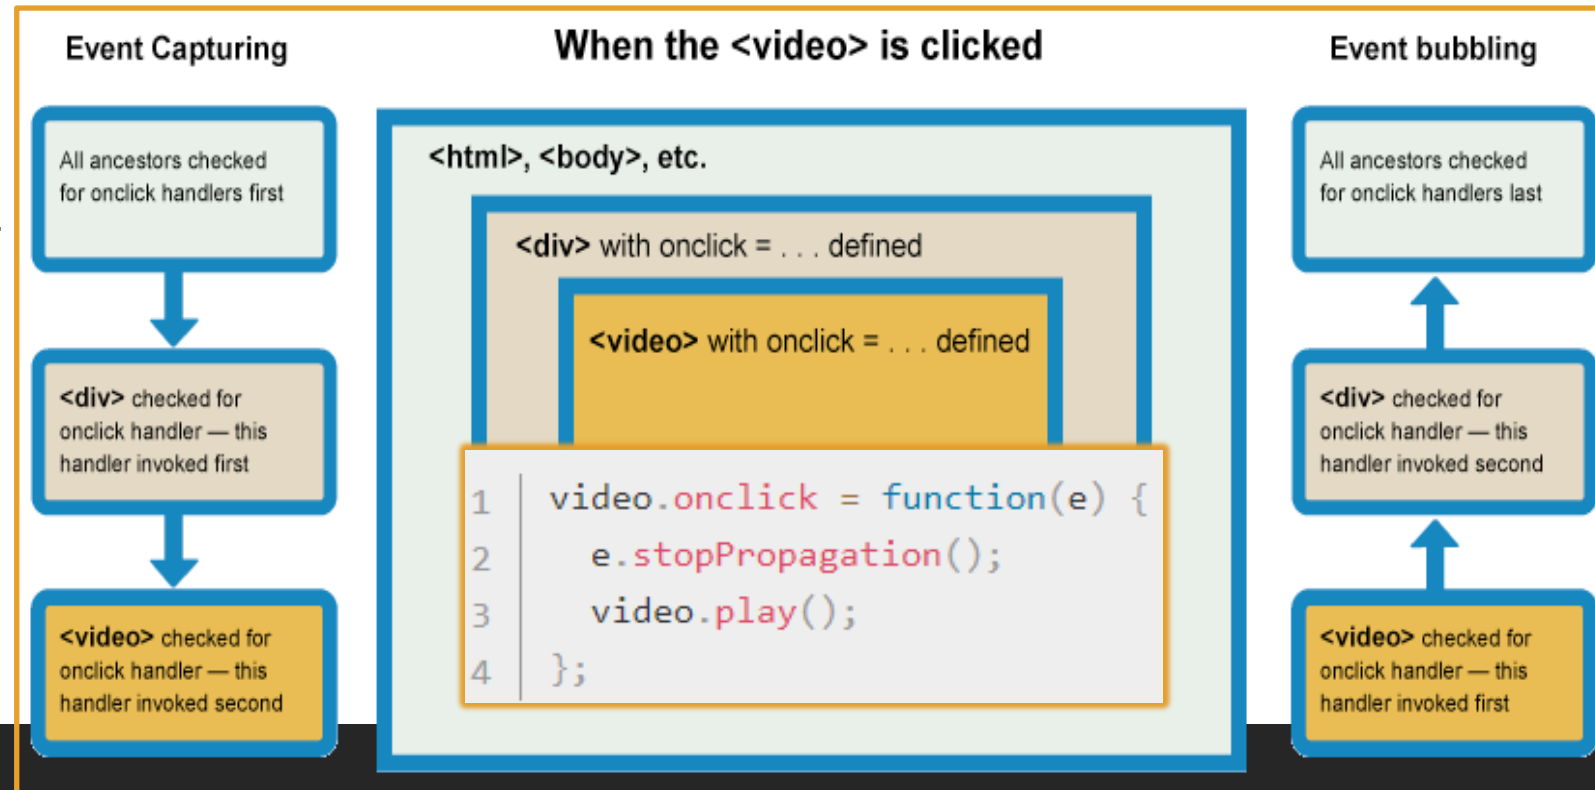 Event Capturing
All ancestors checked
for onclick handlers first
<div> checked for
onclick handler — this
handler invoked first
<video> checked for
onclick handler — this
handler invoked second
When the <video> is clicked
<html>, <body>, etc.
<div> with onclick = . . . defined
<video> with onclick = . . . defined
1 video.onclick = function(e) {
2 e.stopPropagation();
3 video.play();
4 };
Event bubbling
All ancestors checked
for onclick handlers last
<div> checked for
onclick handler — this
handler invoked second
<video> checked for
onclick handler — this
handler invoked first